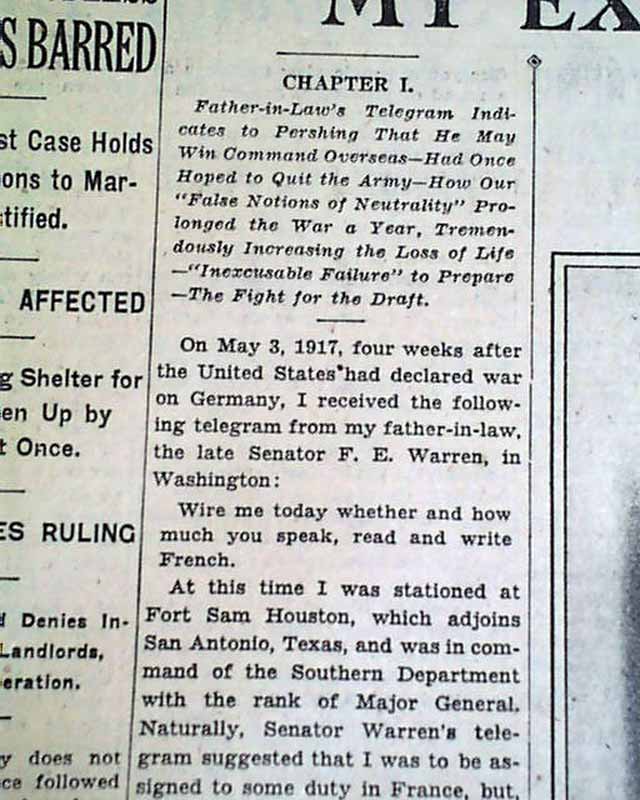 MY EX
S BARRED
st Case Holds
ons to Mar-
tified.
AFFECTED
g Shelter for
en Up by
t Once.
ES RULING
d Denies In-
Landlords,
eration.
y does not
ce followed
CHAPTER I.
Father-in-Law's Telegram Indi-
cates to Pershing That He May
Win Command Overseas—Had Once
Hoped to Quit the Army—How Our
"False Notions of Neutrality" Pro-
longed the War a Year, Tremen-
dously Increasing the Loss of Life
—"Inexcusable Failure" to Prepare
—The Fight for the Draft.
On May 3, 1917, four weeks after
the United States had declared war
on Germany, I received the follow-
ing telegram from my father-in-law,
the late Senator F. E. Warren, in
Washington:
Wire me today whether and how
much you speak, read and write
French.
At this time I was stationed at
Fort Sam Houston, which adjoins
San Antonio, Texas, and was in com-
mand of the Southern Department
with the rank of Major General.
Naturally, Senator Warren's tele-
gram suggested that I was to be as-
signed to some duty in France, but,